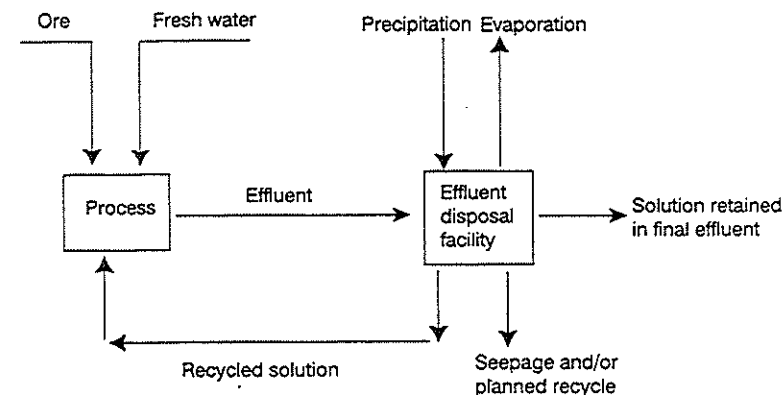 Ore
Fresh water
Precipitation Evaporation
Process
Effluent
Effluent
disposal
facility
Solution retained
in final effluent
Recycled solution
Seepage and/or
planned recycle